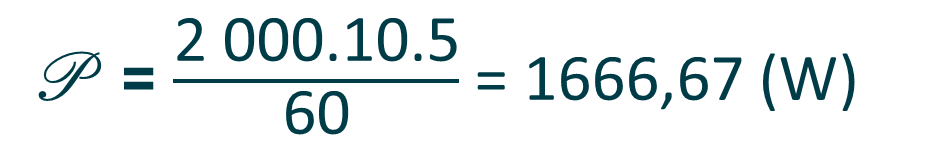 𝒫 = 2 000.10.5 / 60 = 1666,67 (W)